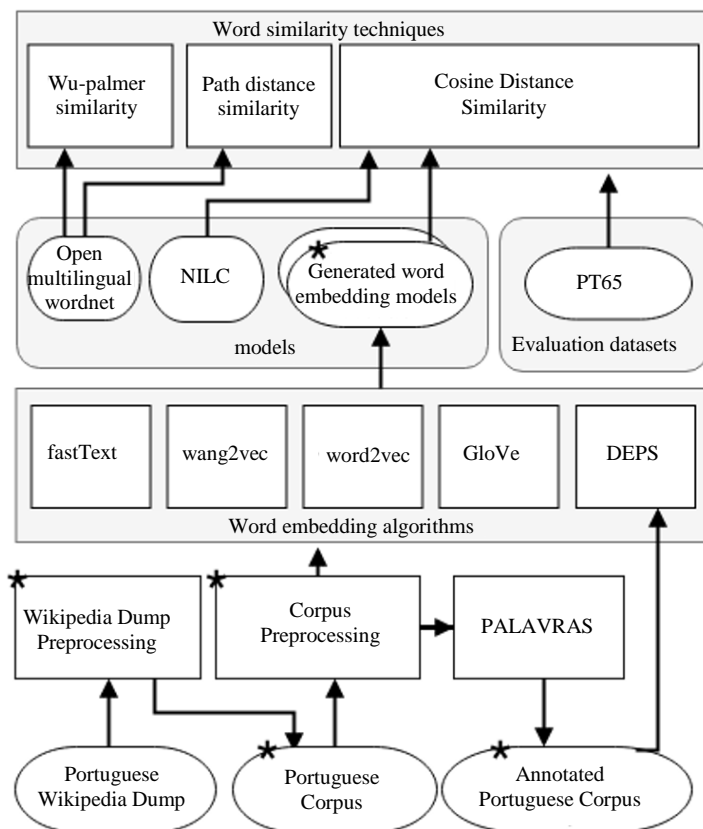 Word similarity techniques
Wu-palmer
similarity
Path distance
similarity
Cosine Distance
Similarity
Open
multilingual
wordnet
NILC
*
Generated word
embedding models
models
PT65
Evaluation datasets
fastText
wang2vec
word2vec
GloVe
DEPS
Word embedding algorithms
*
Wikipedia Dump
Preprocessing
*
Corpus
Preprocessing
PALAVRAS
Portuguese
Wikipedia Dump
*
Portuguese
Corpus
*
Annotated
Portuguese Corpus